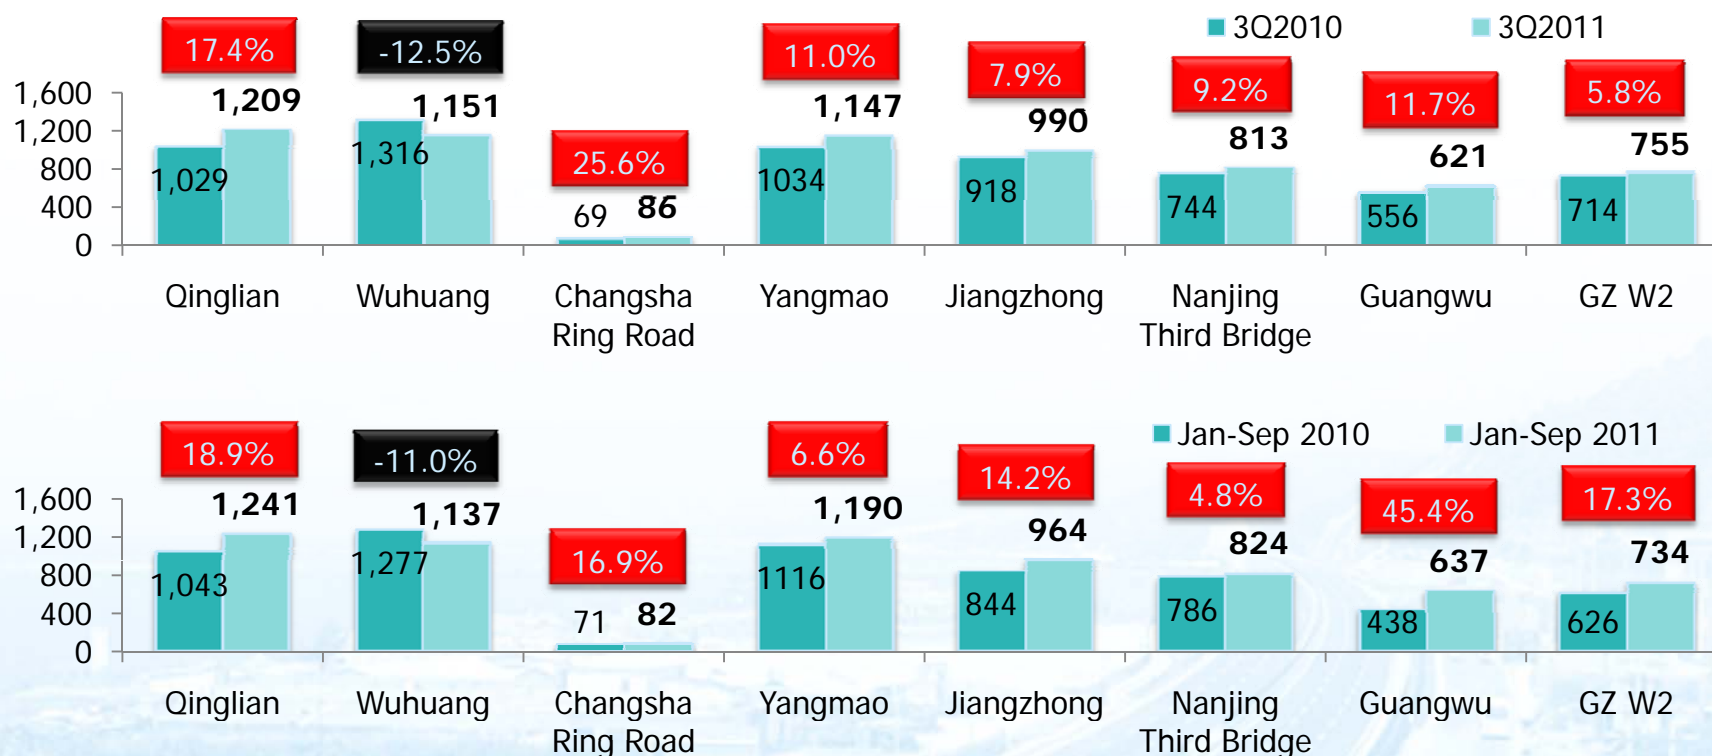 3Q2010 3Q2011
17.4% -12.5% 25.6% 11.0% 7.9% 9.2% 11.7% 5.8%
1,209 1,151 86 1,147 990 813 621 755
1,029 1,316 69 1034 918 744 556 714
1,600
1,200
800
400
0
Qinglian Wuhuang Changsha Yangmao Jiangzhong Nanjing Guangwu GZ W2
Ring Road Third Bridge
Jan-Sep 2010 Jan-Sep 2011
18.9% -11.0% 16.9% 6.6% 14.2% 4.8% 45.4% 17.3%
1,241 1,137 82 1,190 964 824 637 734
1,043 1,277 71 1116 844 786 438 626
1,600
1,200
800
400
0
Qinglian Wuhuang Changsha Yangmao Jiangzhong Nanjing Guangwu GZ W2
Ring Road Third Bridge